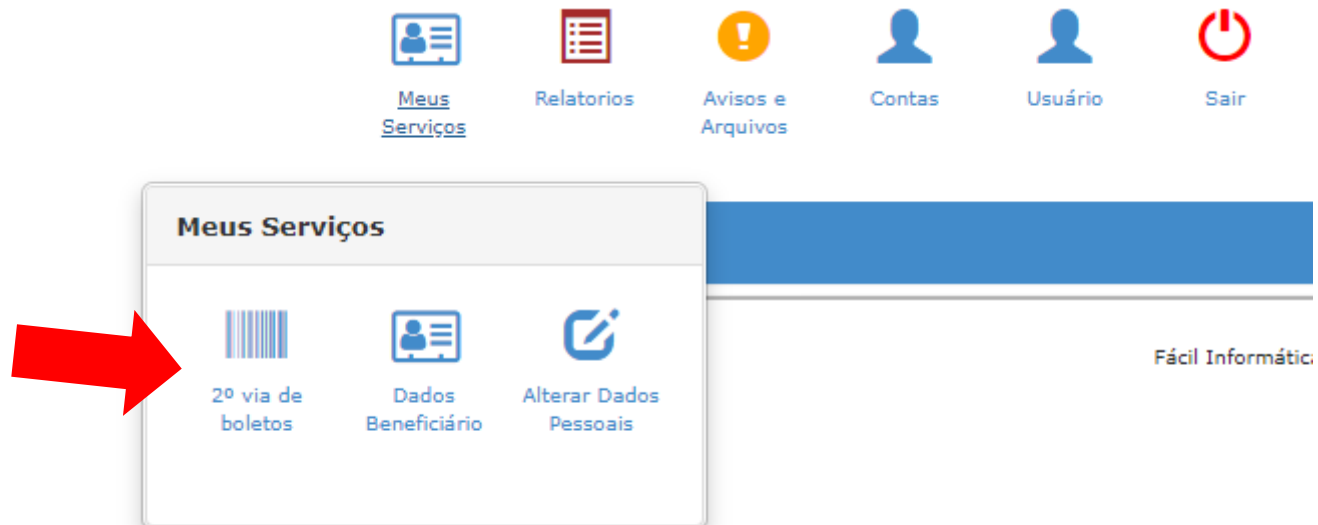 Meus
Serviços
Relatorios
Avisos e
Arquivos
Contas
Usuário
Sair
Meus Serviços
2º via de
boletos
Dados
Beneficiário
Alterar Dados
Pessoais
Fácil Informátic